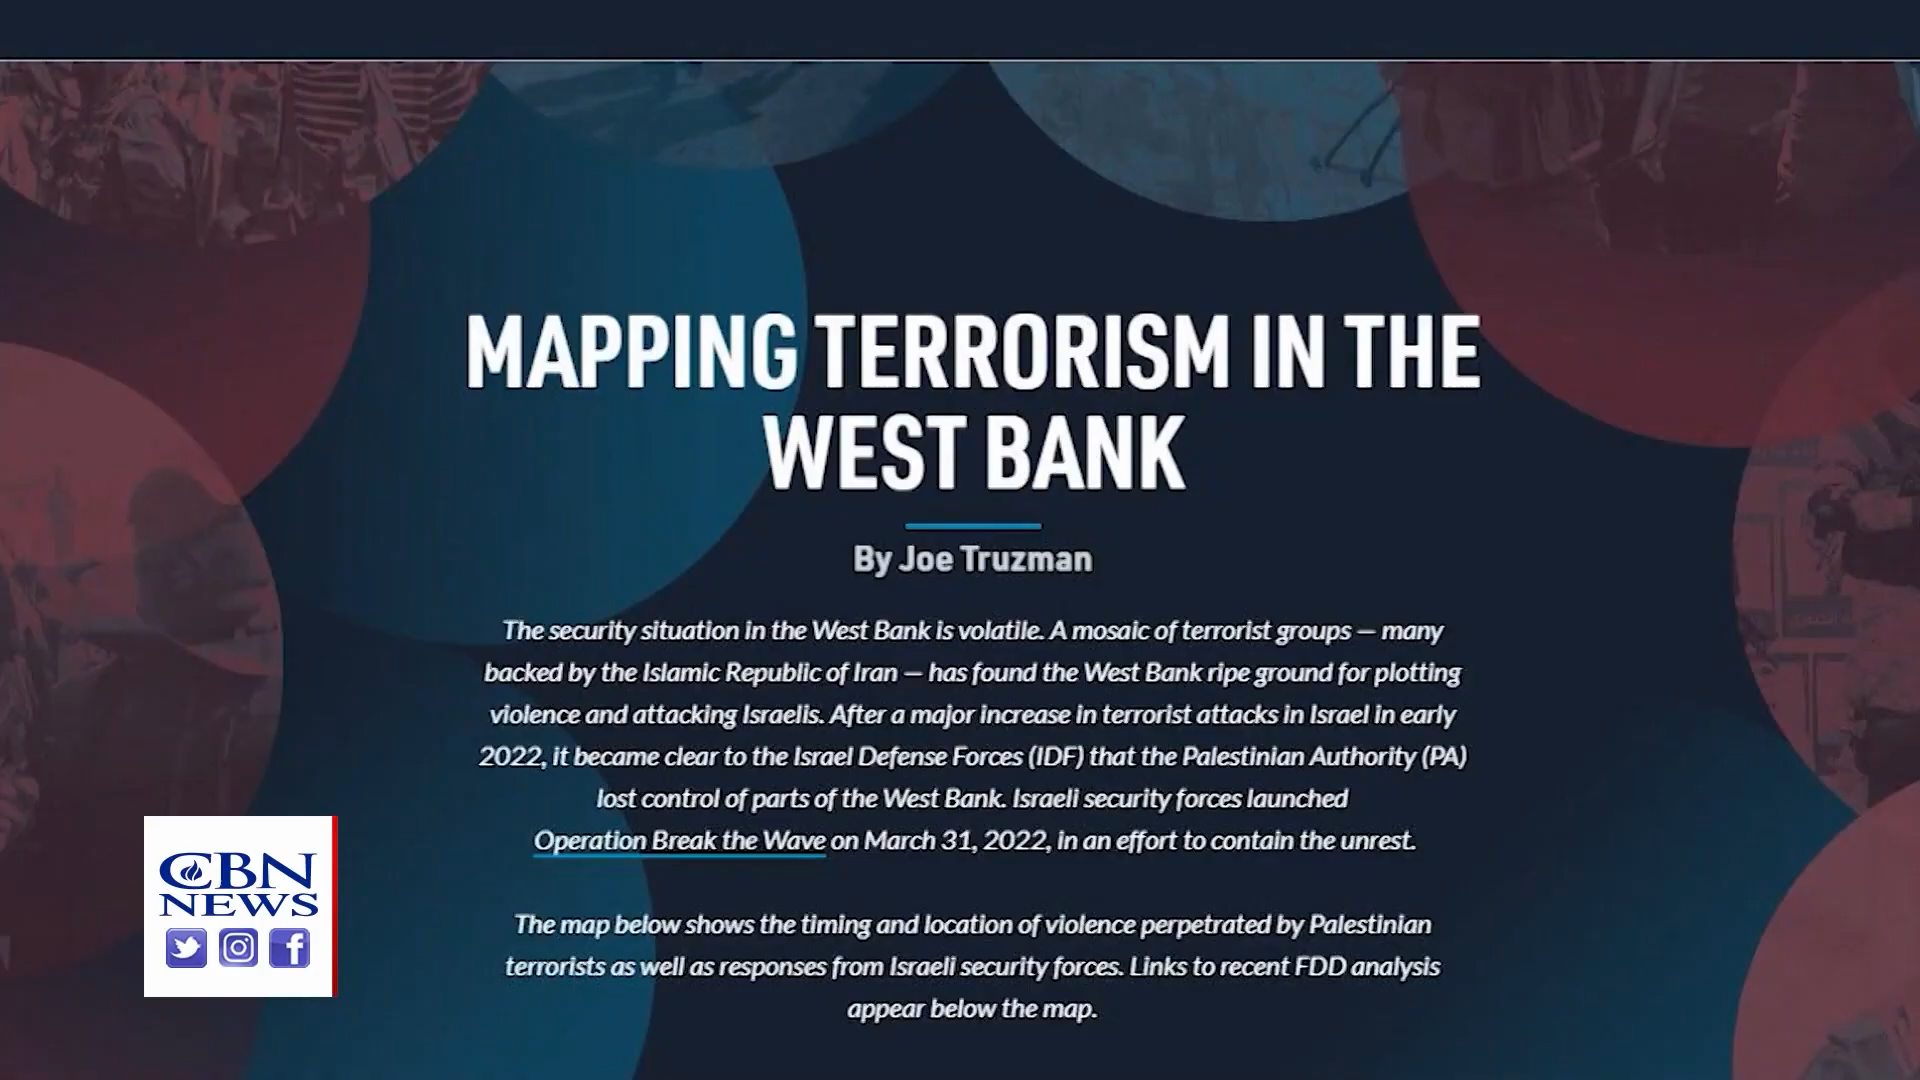 MAPPING TERRORISM IN THE
WEST BANK
By Joe Truzman
The security situation in the West Bank is volatile. A mosaic of terrorist groups — many
backed by the Islamic Republic of Iran — has found the West Bank ripe ground for plotting
violence and attacking Israelis. After a major increase in terrorist attacks in Israel in early
2022, it became clear to the Israel Defense Forces (IDF) that the Palestinian Authority (PA)
lost control of parts of the West Bank. Israeli security forces launched
Operation Break the Wave on March 31, 2022, in an effort to contain the unrest.
The map below shows the timing and location of violence perpetrated by Palestinian
terrorists as well as responses from Israeli security forces. Links to recent FDD analysis
appear below the map.
CBN
NEWS